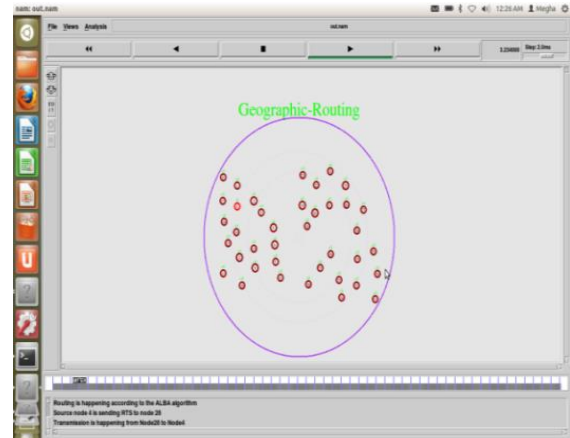 nam: out.nam
12:26 AM Megha
File Views Analysis out.nam
Step: 2.0ms
Geographic-Routing
Routing is happening according to the ALBA algorithm
Source node 4 is sending RTS to node 28
Transmission is happening from Node28 to Node4